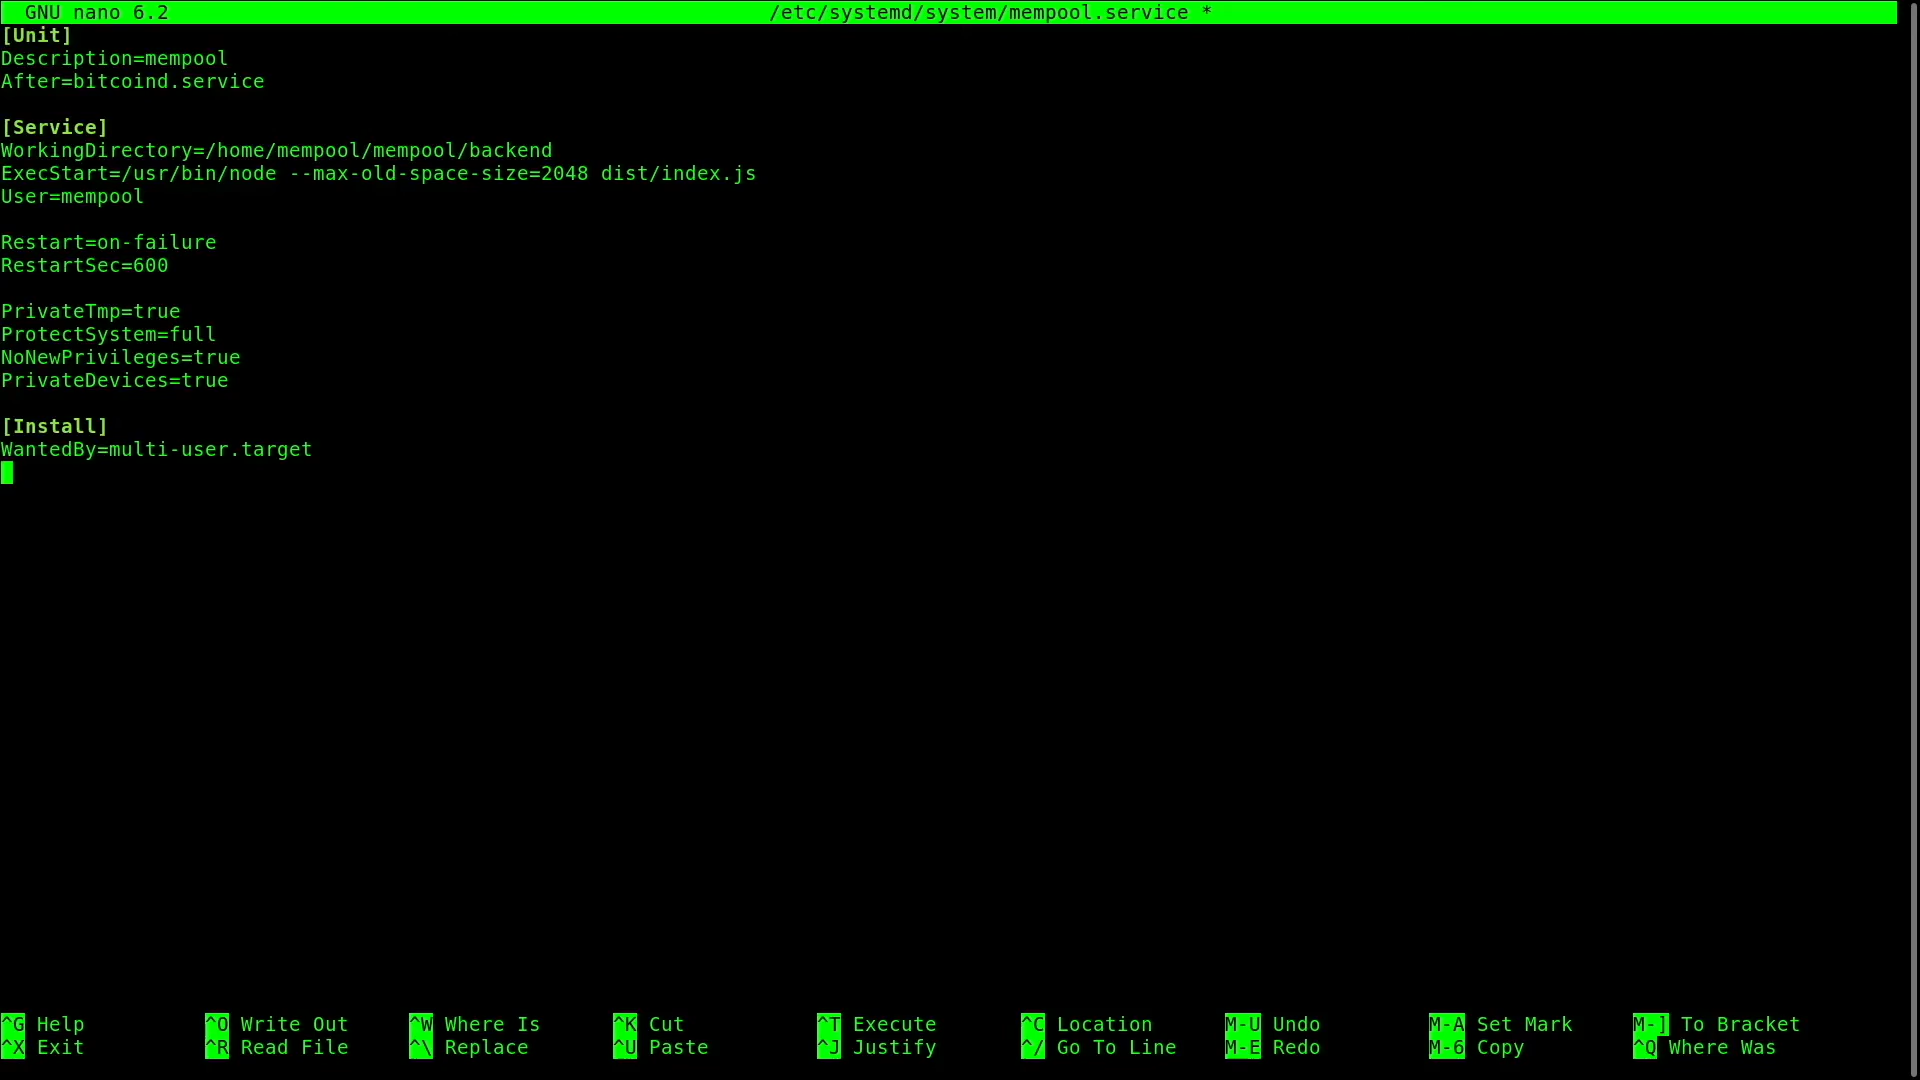 GNU nano 6.2 /etc/systemd/system/mempool.service *
[Unit]
Description=mempool
After=bitcoind.service

[Service]
WorkingDirectory=/home/mempool/mempool/backend
ExecStart=/usr/bin/node --max-old-space-size=2048 dist/index.js
User=mempool

Restart=on-failure
RestartSec=600

PrivateTmp=true
ProtectSystem=full
NoNewPrivileges=true
PrivateDevices=true

[Install]
WantedBy=multi-user.target

^G Help ^O Write Out ^W Where Is ^K Cut ^T Execute ^C Location M-U Undo M-A Set Mark M-] To Bracket
^X Exit ^R Read File ^\ Replace ^U Paste ^J Justify ^/ Go To Line M-E Redo M-6 Copy ^Q Where Was